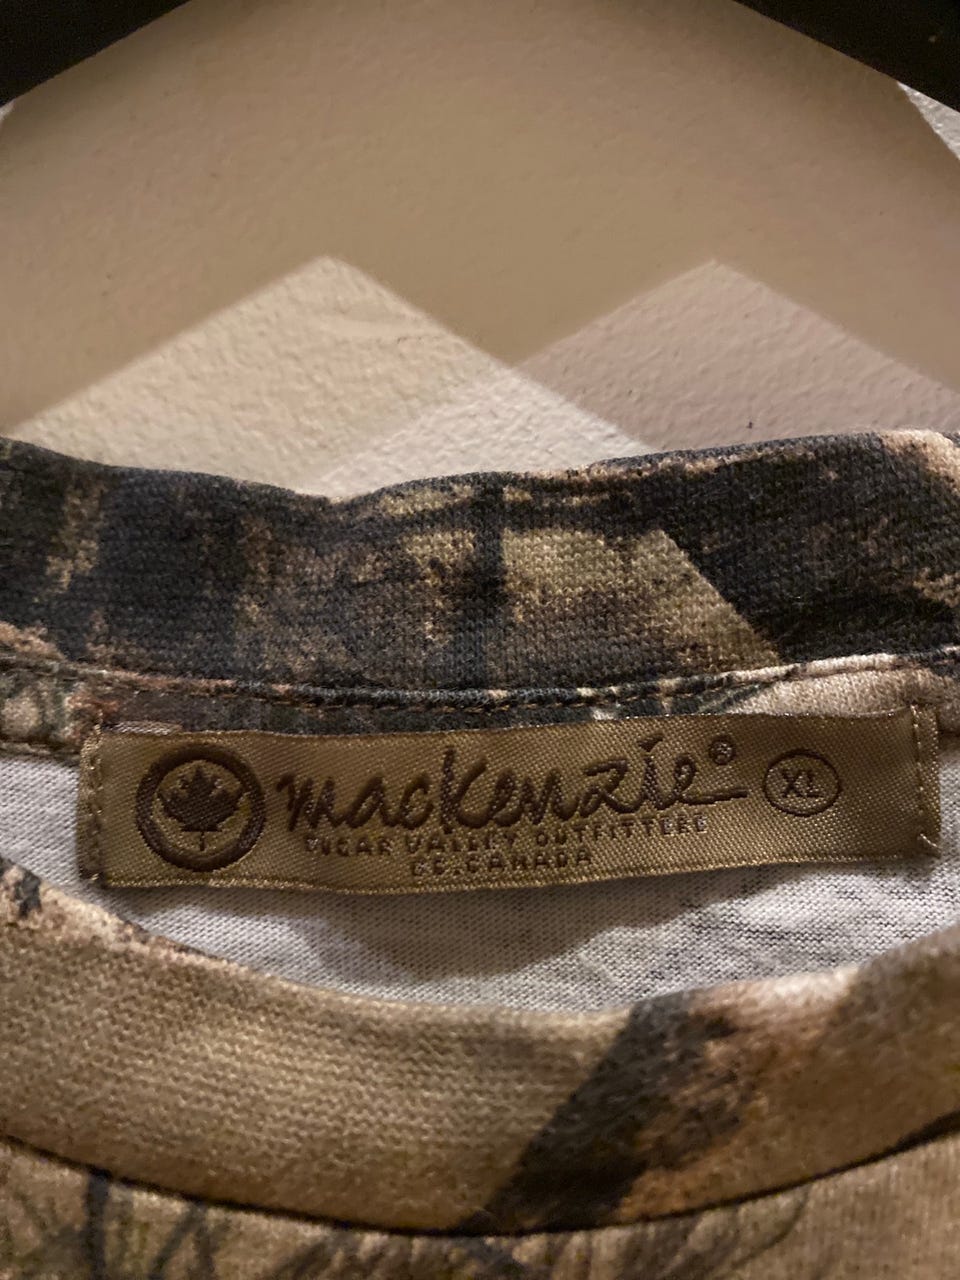 mackenzie® XL
VALLEY OUTFITTERS
BC.CANADA